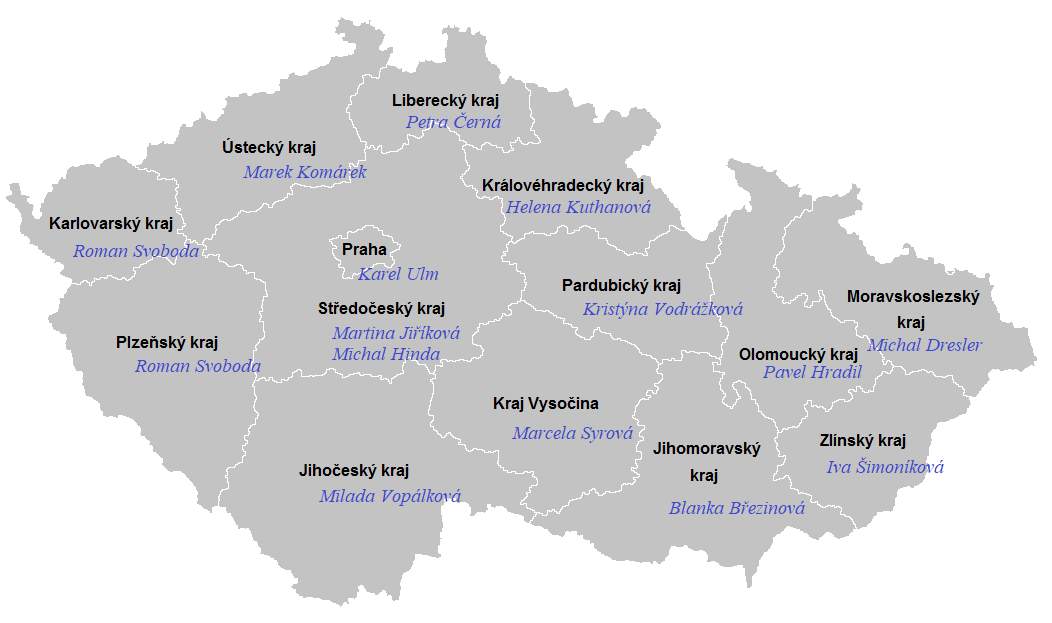 Liberecký kraj
Petra Černá
Ústecký kraj
Marek Komárek
Královéhradecký kraj
Helena Kuthanová
Karlovarský kraj
Roman Svoboda
Praha
Karel Ulm
Pardubický kraj
Kristýna Vodrážková
Středočeský kraj
Martina Jiříková
Michal Hinda
Moravskoslezský
kraj
Michal Dresler
Plzeňský kraj
Roman Svoboda
Olomoucký kraj
Pavel Hradil
Kraj Vysočina
Marcela Syrová
Jihomoravský
kraj
Blanka Březinová
Zlínský kraj
Iva Šimoníková
Jihočeský kraj
Milada Vopálková